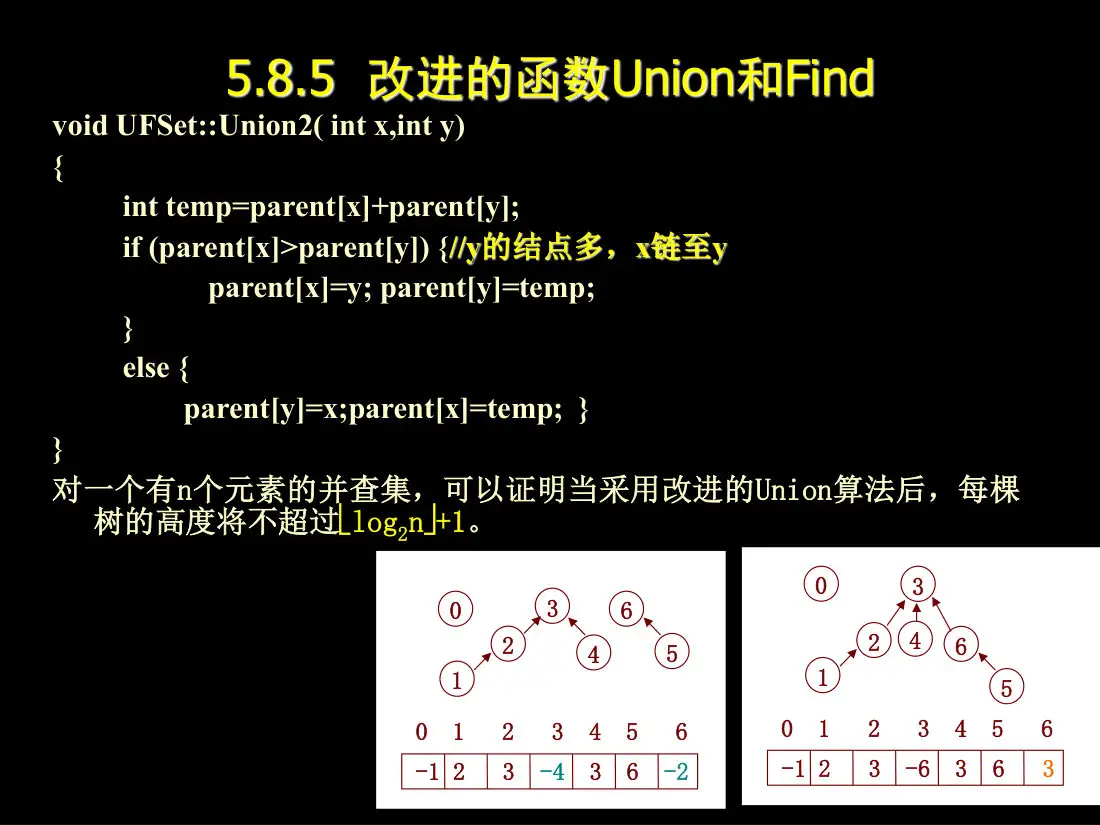 5.8.5 改进的函数Union和Find
void UFSet::Union2( int x,int y)
{
int temp=parent[x]+parent[y];
if (parent[x]>parent[y]) {//y的结点多，x链至y
parent[x]=y; parent[y]=temp;
}
else {
parent[y]=x;parent[x]=temp; }
}
对一个有n个元素的并查集，可以证明当采用改进的Union算法后，每棵
树的高度将不超过⌊log₂n⌋+1。
0 3 6
2 4 5
1
0 1 2 3 4 5 6
-1 2 3 -4 3 6 -2
0 3
2 4 6
1 5
0 1 2 3 4 5 6
-1 2 3 -6 3 6 3